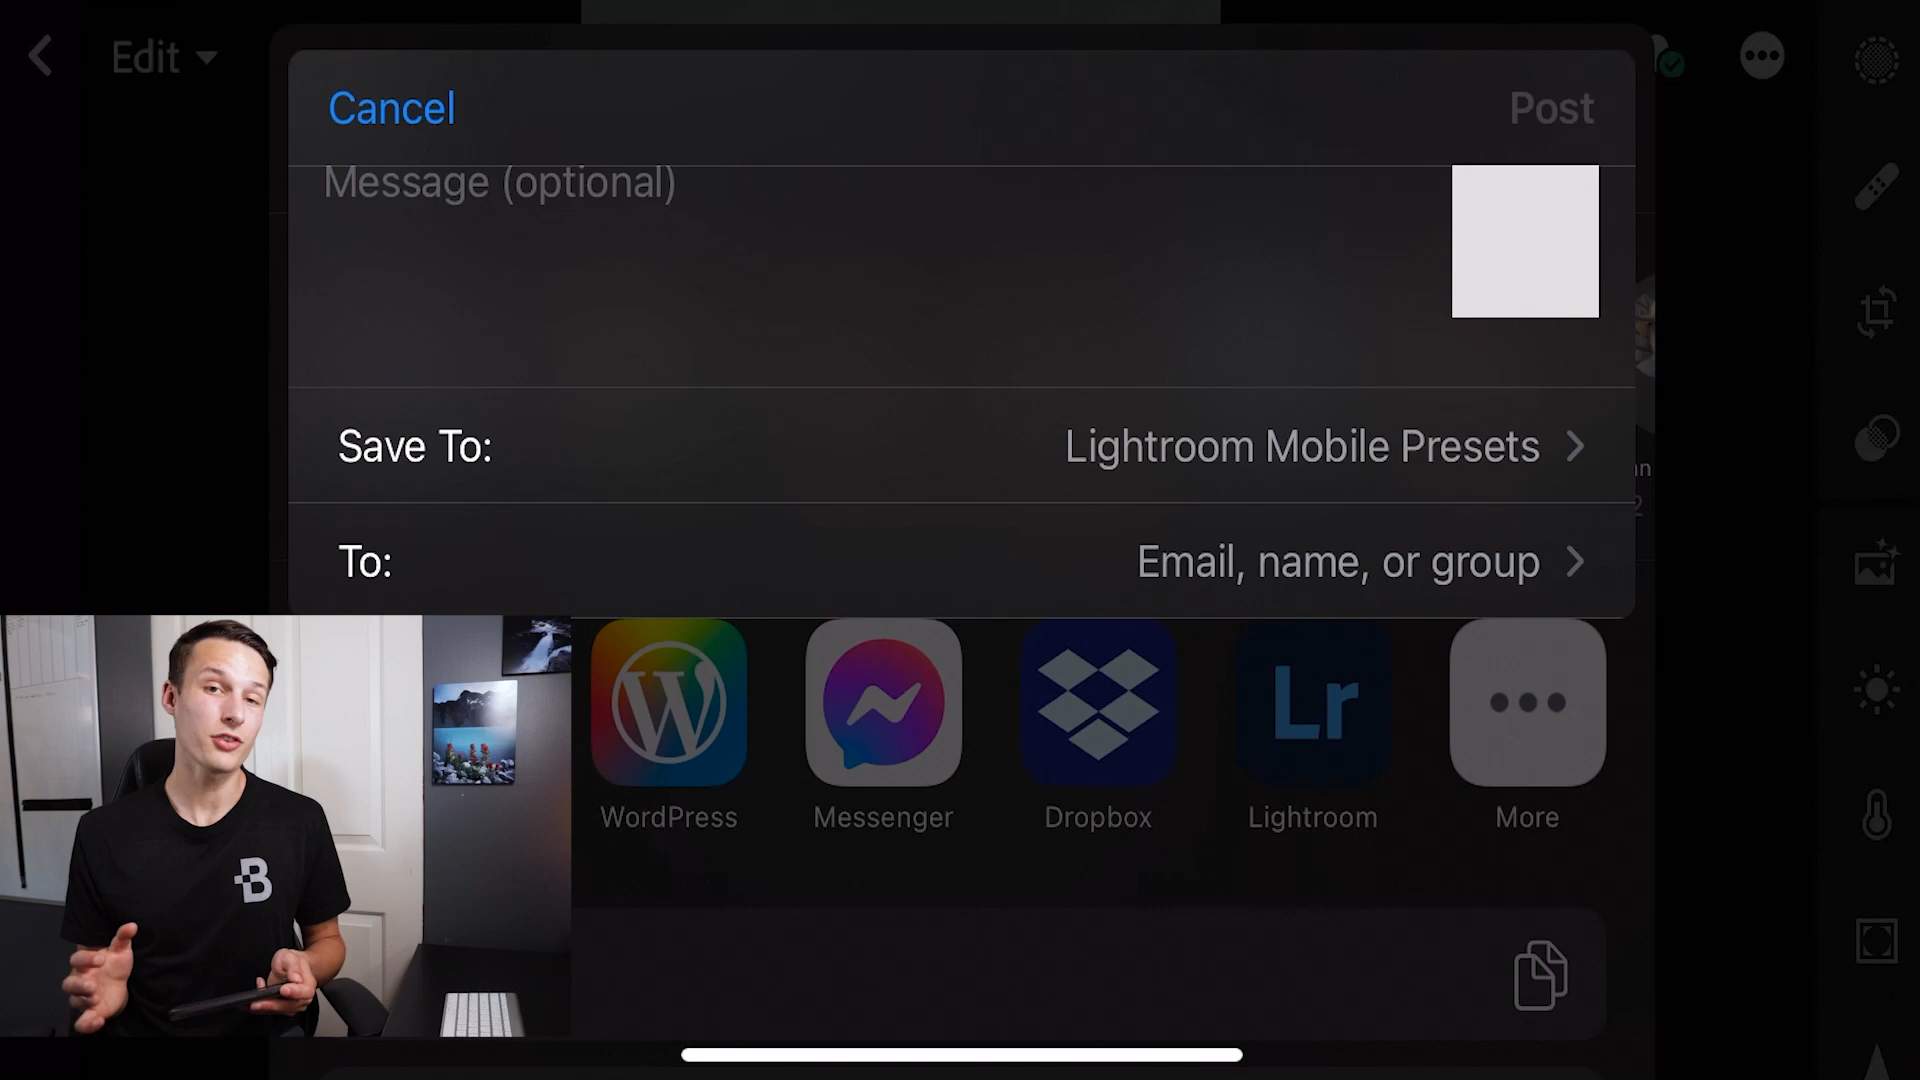 Edit
Cancel
Post
Message (optional)
Save To:
Lightroom Mobile Presets
To:
Email, name, or group
WordPress
Messenger
Dropbox
Lr
Lightroom
More
B